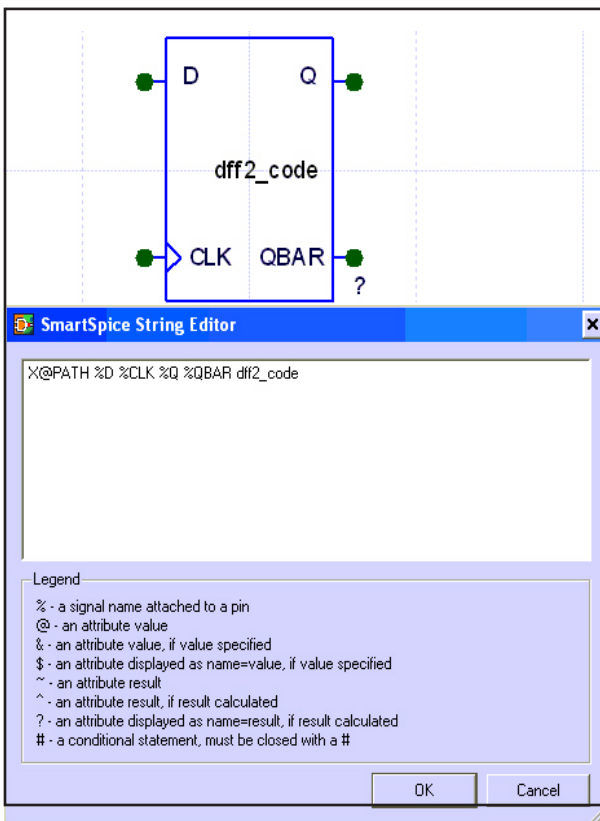 D Q
dff2_code
CLK QBAR
?
SmartSpice String Editor
X@PATH %D %CLK %Q %QBAR dff2_code
Legend
% - a signal name attached to a pin
@ - an attribute value
& - an attribute value, if value specified
$ - an attribute displayed as name=value, if value specified
~ - an attribute result
^ - an attribute result, if result calculated
? - an attribute displayed as name=result, if result calculated
# - a conditional statement, must be closed with a #
OK Cancel